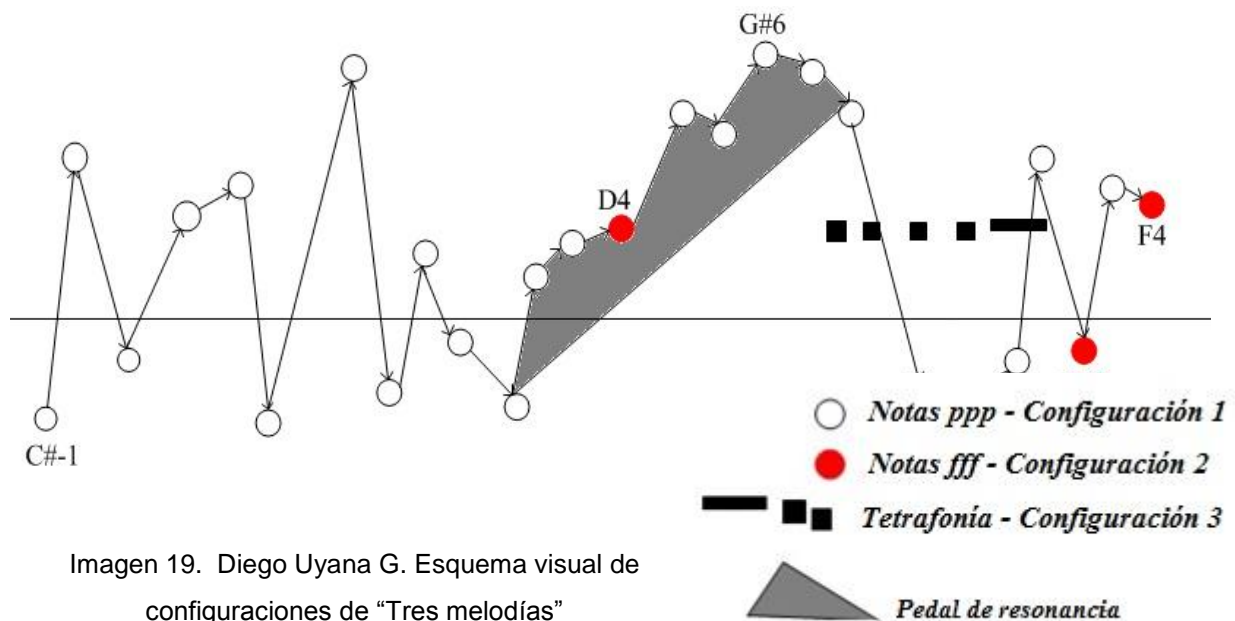 G#6
D4
F4
C#-1
Notas ppp - Configuración 1
Notas fff - Configuración 2
Tetrafonía - Configuración 3
Pedal de resonancia
Imagen 19. Diego Uyana G. Esquema visual de
configuraciones de “Tres melodías”